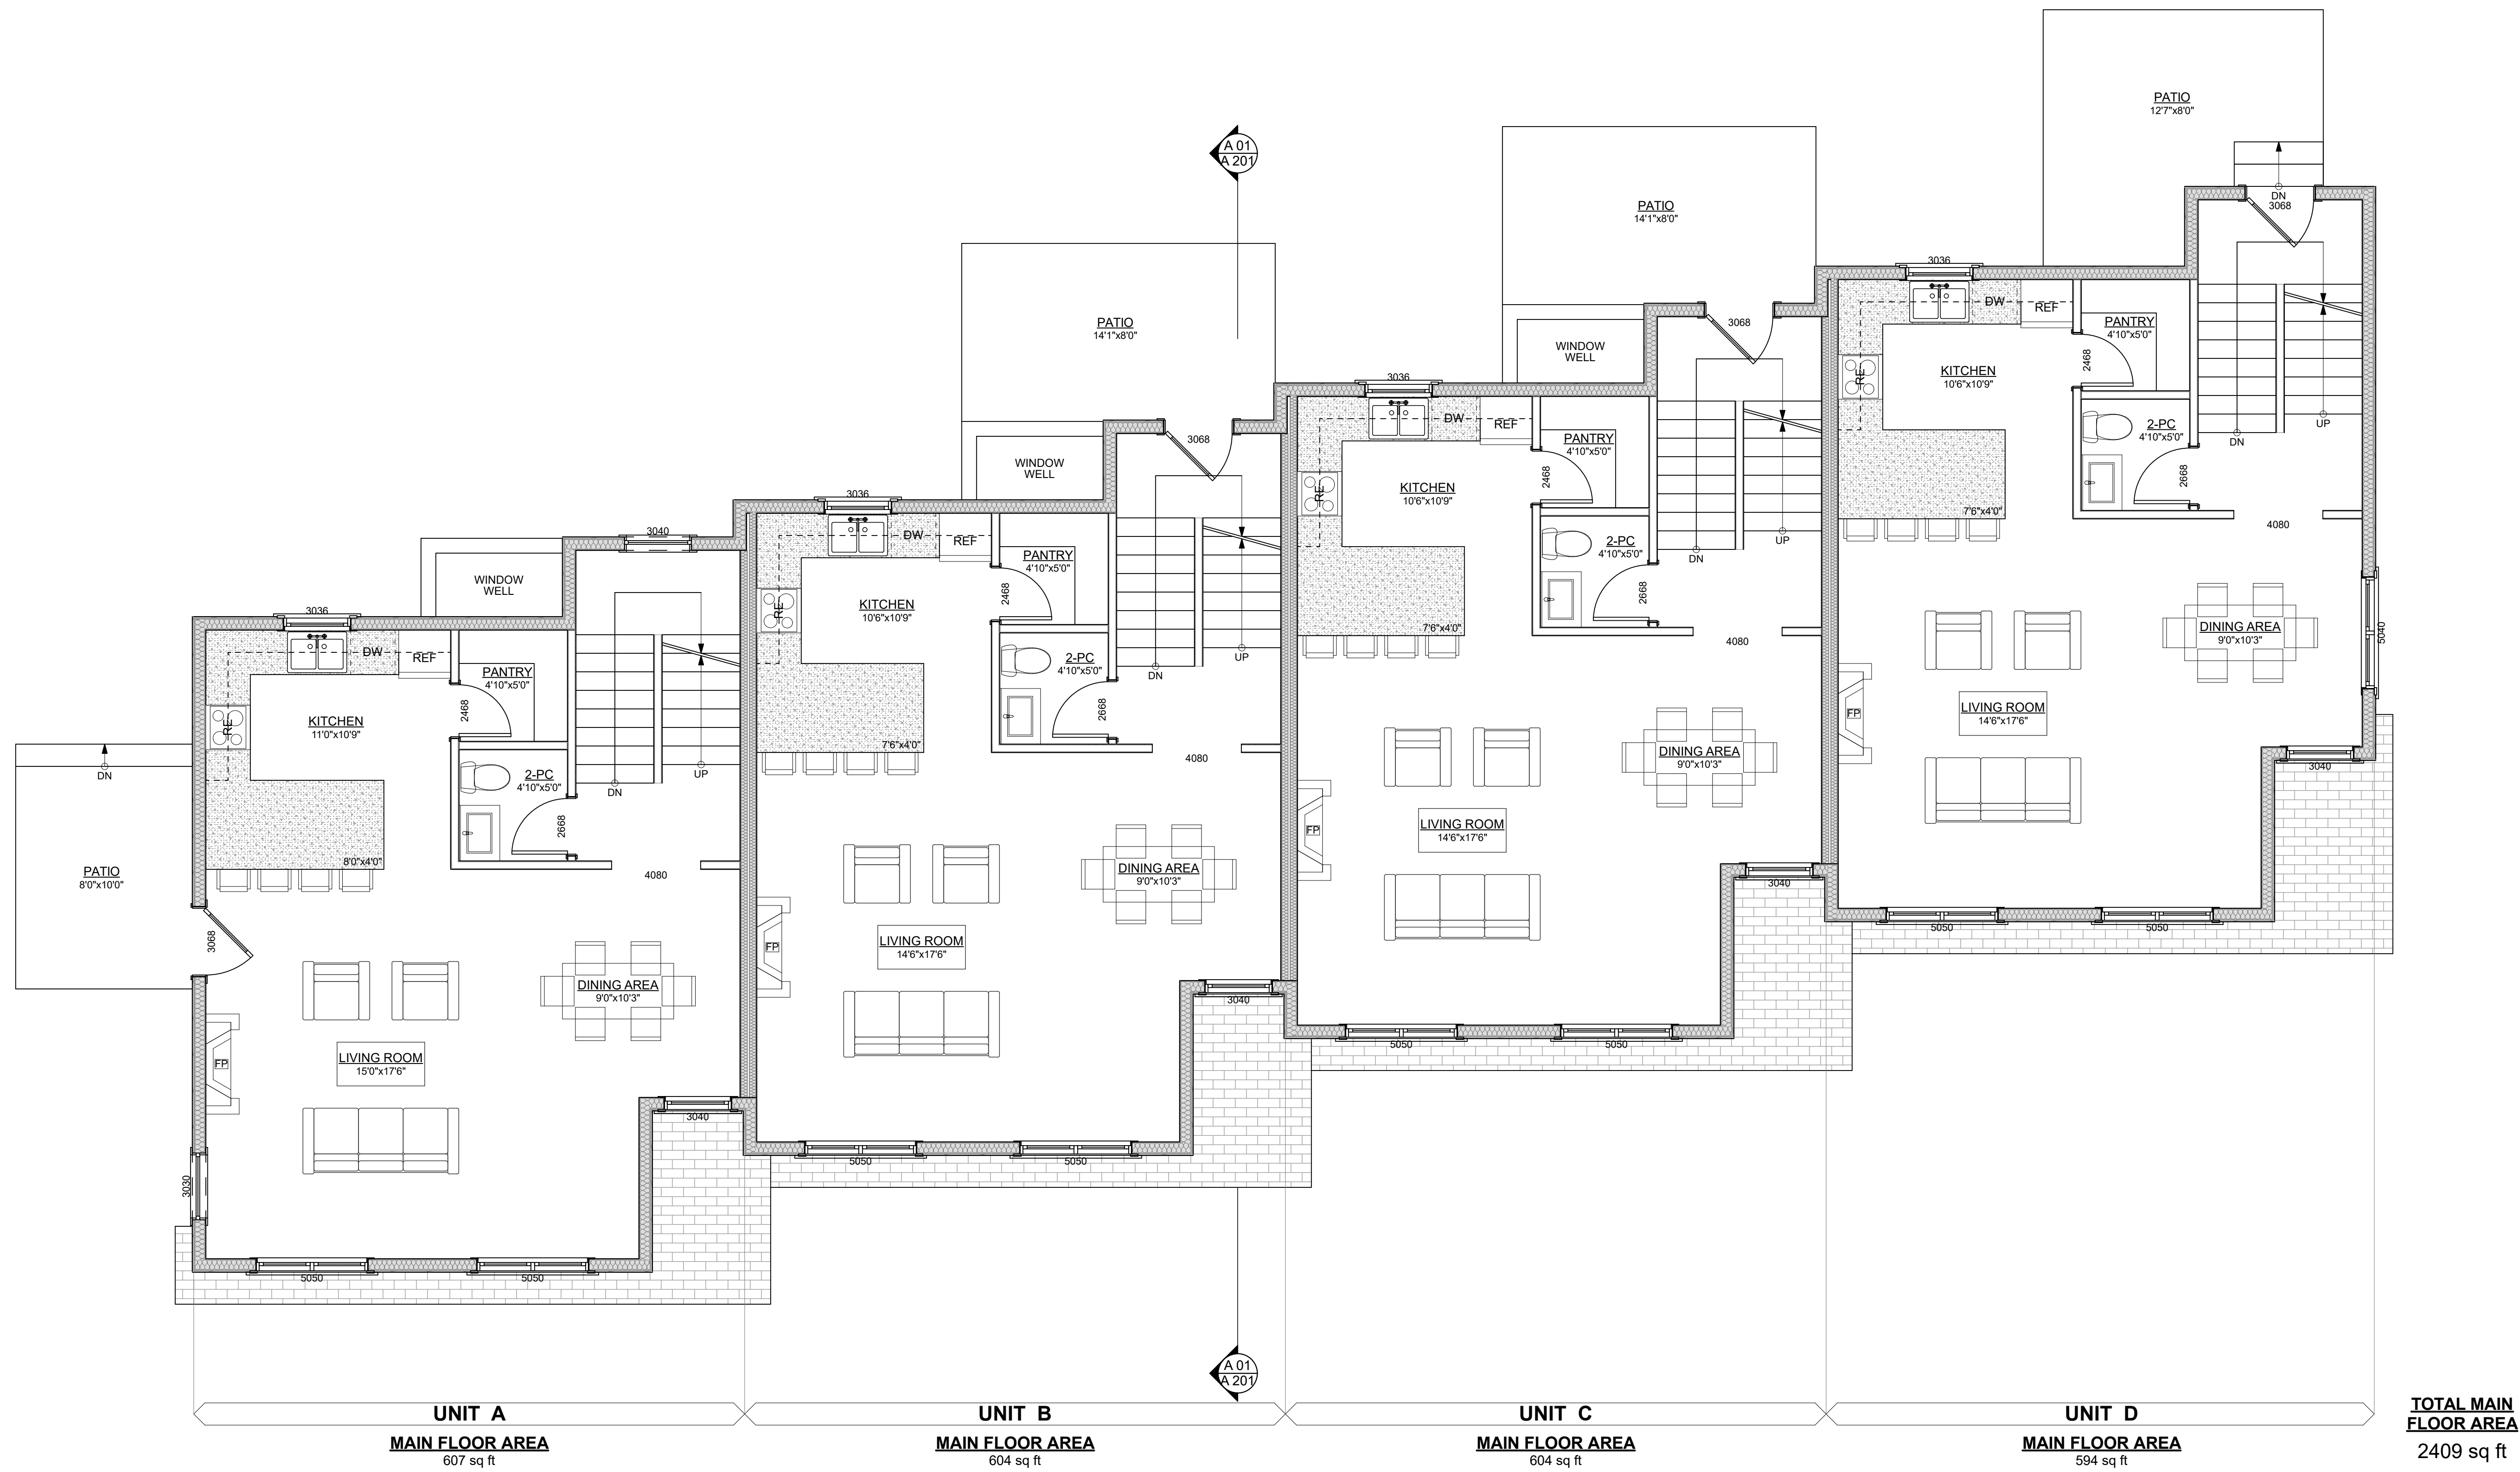 PATIO
12'7"x8'0"
DN
3068
A 01
A 201
PATIO
14'1"x8'0"
3036
DW
REF
PANTRY
4'10"x5'0"
2468
RE
KITCHEN
10'6"x10'9"
2-PC
4'10"x5'0"
2668
DN
UP
7'6"x4'0"
4080
DINING AREA
9'0"x10'3"
5040
LIVING ROOM
14'6"x17'6"
FP
3040
5050
5050
3068
WINDOW
WELL
3036
DW
REF
PANTRY
4'10"x5'0"
2468
RE
KITCHEN
10'6"x10'9"
2-PC
4'10"x5'0"
2668
DN
UP
7'6"x4'0"
4080
DINING AREA
9'0"x10'3"
LIVING ROOM
14'6"x17'6"
FP
3040
5050
5050
PATIO
14'1"x8'0"
3068
WINDOW
WELL
3036
DW
REF
PANTRY
4'10"x5'0"
2468
RE
KITCHEN
10'6"x10'9"
2-PC
4'10"x5'0"
2668
DN
UP
7'6"x4'0"
4080
DINING AREA
9'0"x10'3"
LIVING ROOM
14'6"x17'6"
FP
3040
5050
5050
3040
WINDOW
WELL
3036
DW
REF
PANTRY
4'10"x5'0"
2468
RE
KITCHEN
11'0"x10'9"
2-PC
4'10"x5'0"
2668
DN
UP
8'0"x4'0"
4080
DN
PATIO
8'0"x10'0"
3068
DINING AREA
9'0"x10'3"
LIVING ROOM
15'0"x17'6"
FP
3040
3030
5050
5050
A 01
A 201
UNIT A
MAIN FLOOR AREA
607 sq ft
UNIT B
MAIN FLOOR AREA
604 sq ft
UNIT C
MAIN FLOOR AREA
604 sq ft
UNIT D
MAIN FLOOR AREA
594 sq ft
TOTAL MAIN
FLOOR AREA
2409 sq ft